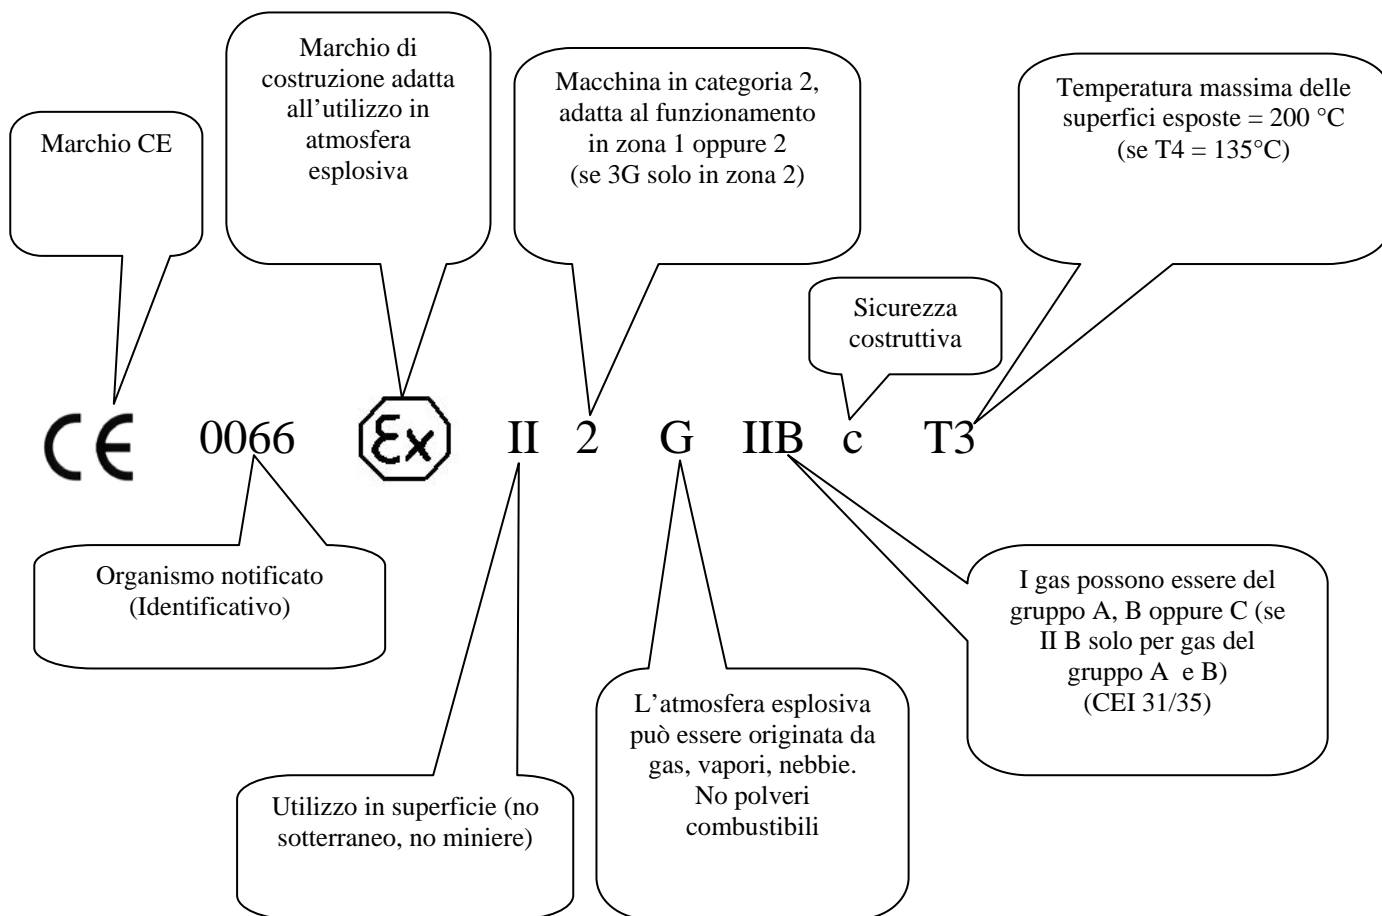 Marchio CE
Marchio di
costruzione adatta
all’utilizzo in
atmosfera
esplosiva
Macchina in categoria 2,
adatta al funzionamento
in zona 1 oppure 2
(se 3G solo in zona 2)
Temperatura massima delle
superfici esposte = 200 °C
(se T4 = 135°C)
Sicurezza
costruttiva
CE 0066 Ex II 2 G IIB c T3
Organismo notificato
(Identificativo)
I gas possono essere del
gruppo A, B oppure C (se
II B solo per gas del
gruppo A e B)
(CEI 31/35)
L’atmosfera esplosiva
può essere originata da
gas, vapori, nebbie.
No polveri
combustibili
Utilizzo in superficie (no
sotterraneo, no miniere)